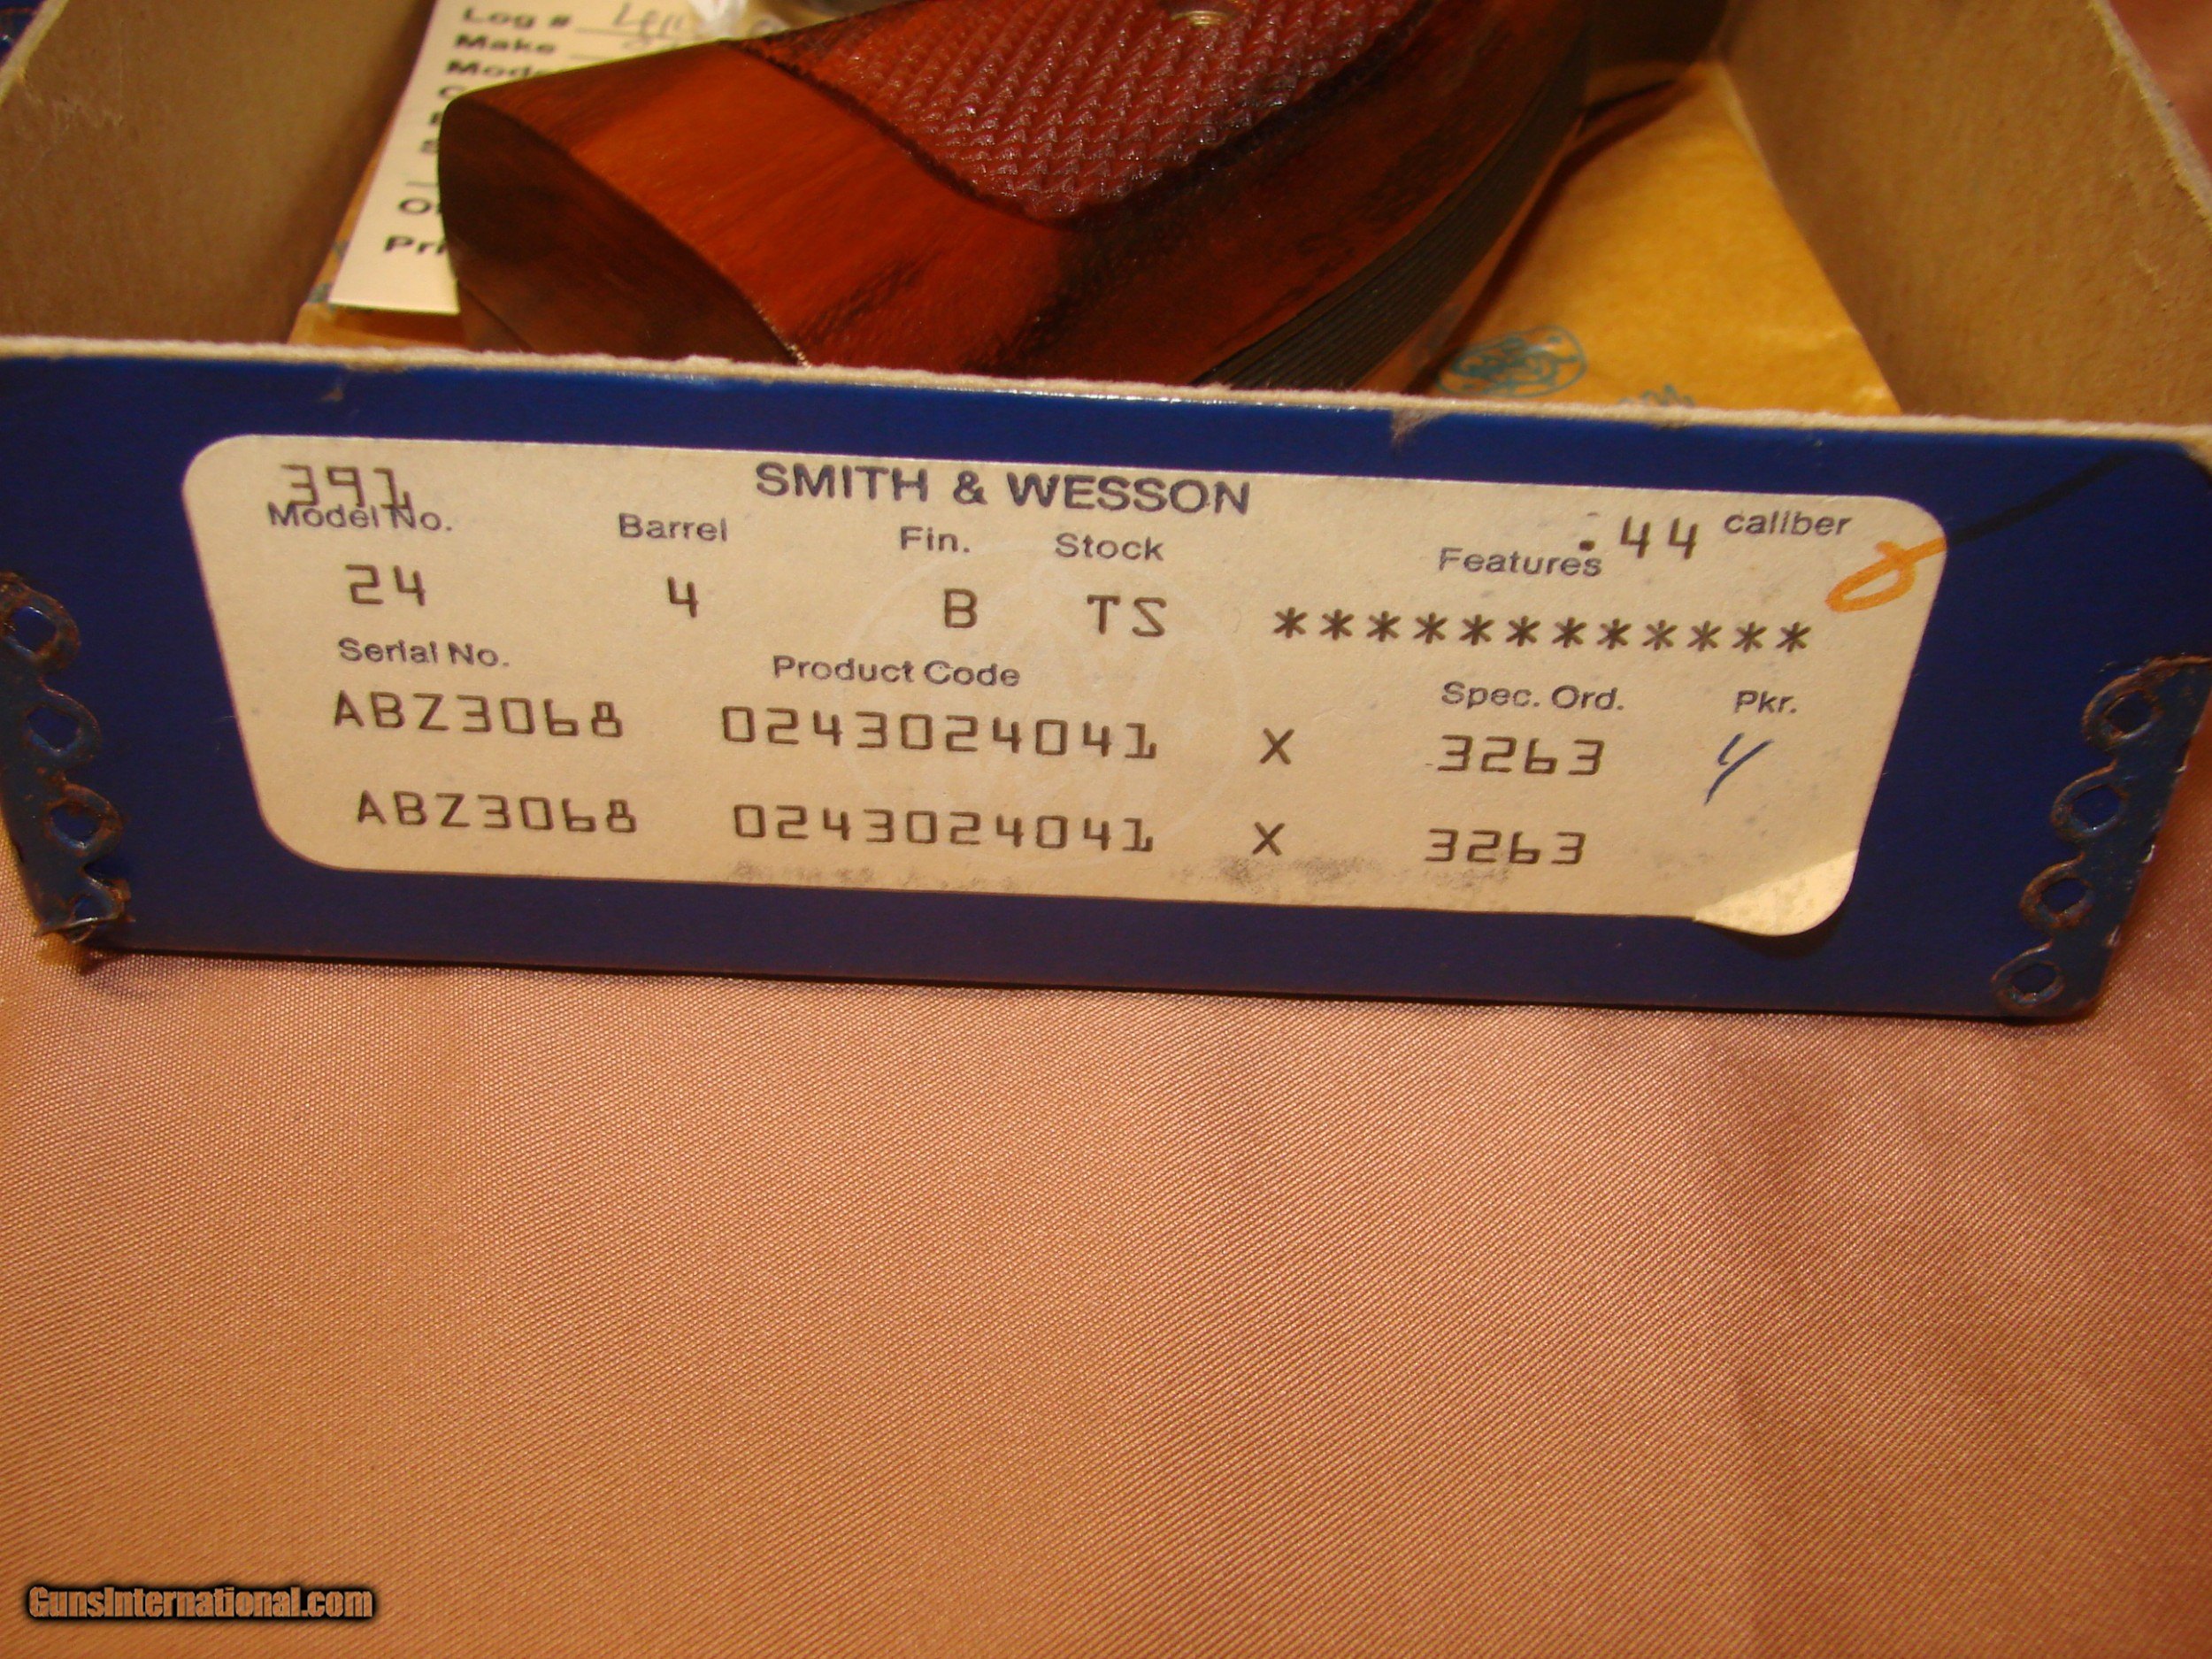 Log #
Make
Pri
391
SMITH & WESSON
Model No. Barrel Fin. Stock Features .44 caliber
24 4 B TS ************
Serial No. Product Code Spec. Ord. Pkr.
ABZ3068 0243024041 X 3263
ABZ3068 0243024041 X 3263
GunsInternational.com